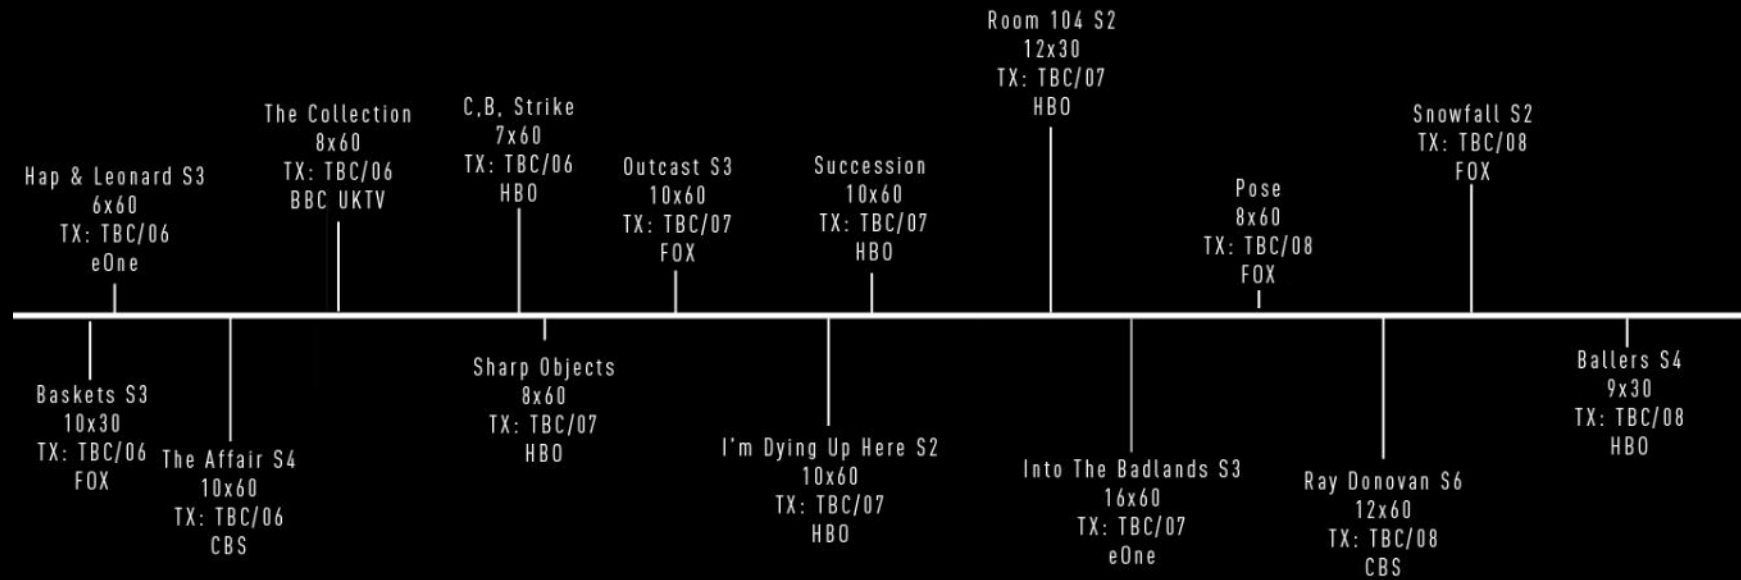 Hap & Leonard S3
6x60
TX: TBC/06
eOne
Baskets S3
10x30
TX: TBC/06
FOX
The Affair S4
10x60
TX: TBC/06
CBS
The Collection
8x60
TX: TBC/06
BBC UKTV
C,B, Strike
7x60
TX: TBC/06
HBO
Sharp Objects
8x60
TX: TBC/07
HBO
Outcast S3
10x60
TX: TBC/07
FOX
I'm Dying Up Here S2
10x60
TX: TBC/07
HBO
Succession
10x60
TX: TBC/07
HBO
Room 104 S2
12x30
TX: TBC/07
HBO
Into The Badlands S3
16x60
TX: TBC/07
eOne
Pose
8x60
TX: TBC/08
FOX
Ray Donovan S6
12x60
TX: TBC/08
CBS
Snowfall S2
TX: TBC/08
FOX
Ballers S4
9x30
TX: TBC/08
HBO